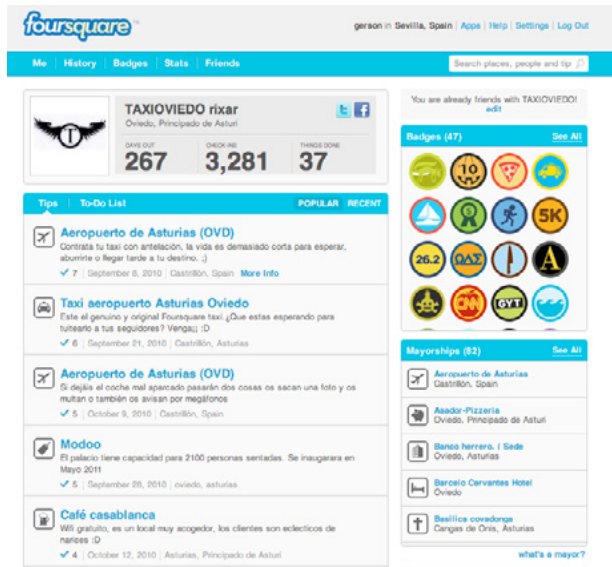 foursquare™
gerson in Sevilla, Spain | Apps | Help | Settings | Log Out
Me | History | Badges | Stats | Friends
Search places, people and tip
TAXIOVIEDO rixar
Oviedo, Principado de Asturi
DAYS OUT
267
CHECK-INS
3,281
THINGS DONE
37
You are already friends with TAXIOVIEDO!
edit
Tips | To-Do List
POPULAR RECENT
Aeropuerto de Asturias (OVD)
Contrata tu taxi con antelación, la vida es demasiado corta para esperar,
aburrirte o llegar tarde a tu destino. ;)
✓ 7 | September 8, 2010 | Castrillón, Spain More Info
Taxi aeropuerto Asturias Oviedo
Este el genuino y original Foursquare taxi ¿Que estas esperando para
tuitearlo a tus seguidores? Venga¡¡ :D
✓ 6 | September 21, 2010 | Castrillón, Asturias
Aeropuerto de Asturias (OVD)
Si dejáis el coche mal aparcado pasarán dos cosas os sacan una foto y os
multan o también os avisan por megáfonos
✓ 5 | October 9, 2010 | Castrillón, Spain
Modoo
El palacio tiene capacidad para 2100 personas sentadas. Se inaugurara en
Mayo 2011
✓ 5 | September 28, 2010 | oviedo, asturias
Café casablanca
Wifi gratuito, es un local muy acogedor, los clientes son eclecticos de
narices :D
✓ 4 | October 12, 2010 | Asturias, Principado de Asturi
Badges (47)
See All
10
5K
26.2
ΩΔΣ
A
CNN
GYT
Mayorships (82)
See All
Aeropuerto de Asturias
Castrillón, Spain
Asador-Pizzeria
Oviedo, Principado de Asturi
Banco herrero. ( Sede
Oviedo, Asturias
Barcelo Cervantes Hotel
Oviedo
Basilica covadonga
Cangas de Onis, Asturias
what's a mayor?